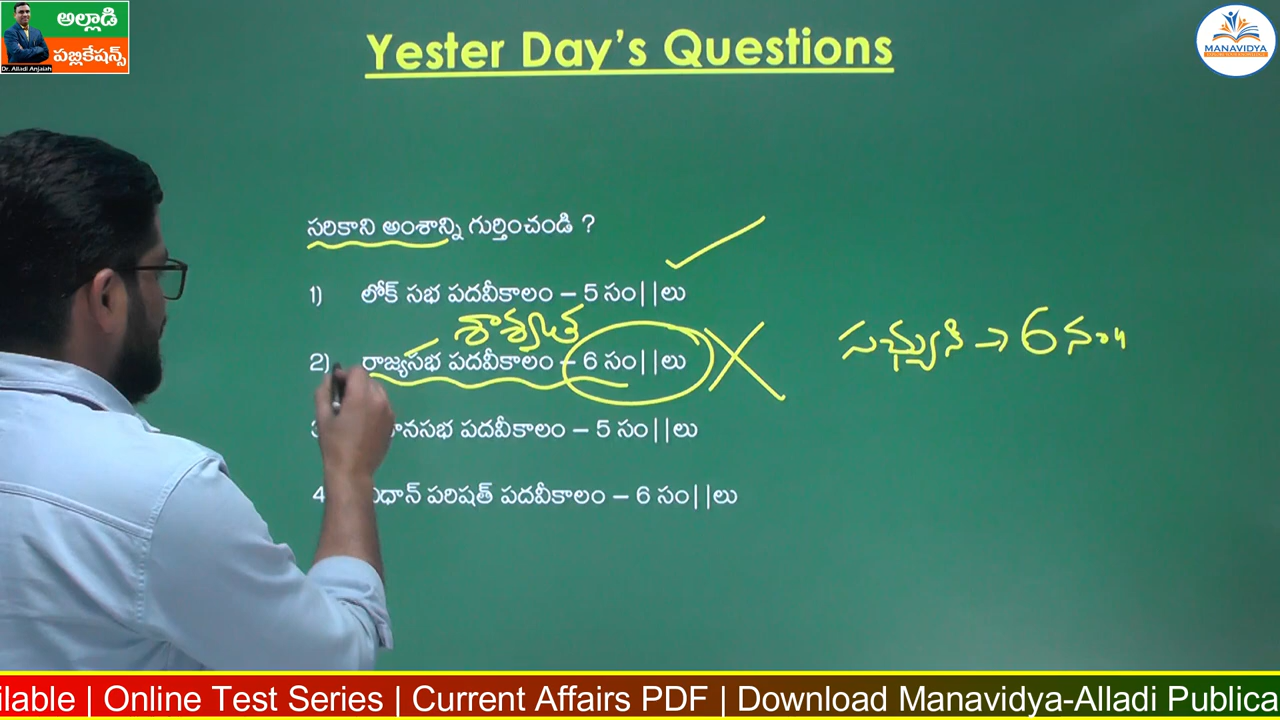 అల్లాడి
పబ్లికేషన్స్
Dr. Alladi Anjaiah
Yester Day's Questions
MANAVIDYA
సరికాని అంశాన్ని గుర్తించండి ?
1) లోక్ సభ పదవీకాలం – 5 సం||లు
శాశ్వత
2) రాజ్యసభ పదవీకాలం – 6 సం||లు
సభ్యుని → 6
3 పదవీకాలం – 5 సం||లు
4 పరిషత్ పదవీకాలం – 6 సం||లు
ilable | Online Test Series | Current Affairs PDF | Download Manavidya-Alladi Publica